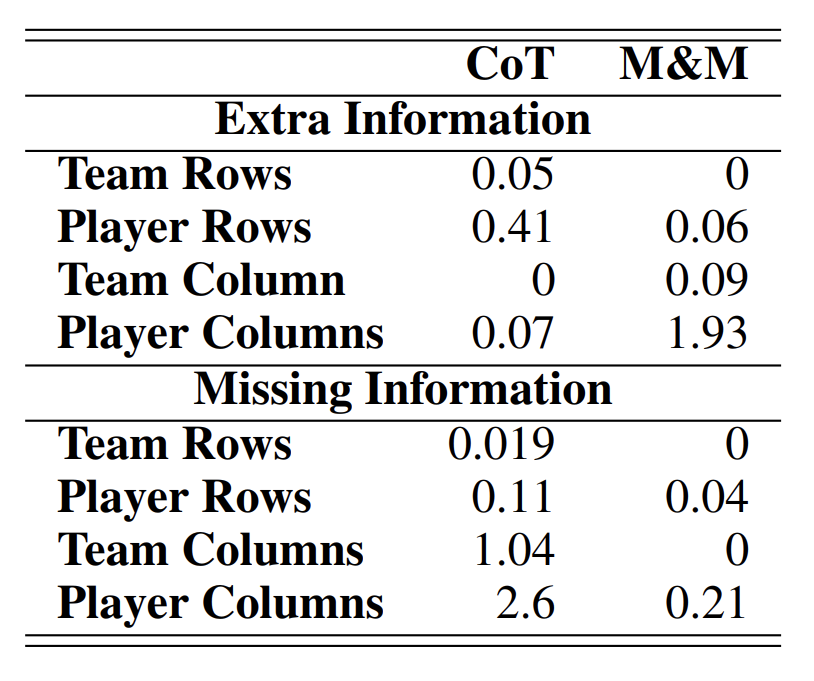 CoT M&M
Extra Information
Team Rows 0.05 0
Player Rows 0.41 0.06
Team Column 0 0.09
Player Columns 0.07 1.93
Missing Information
Team Rows 0.019 0
Player Rows 0.11 0.04
Team Columns 1.04 0
Player Columns 2.6 0.21